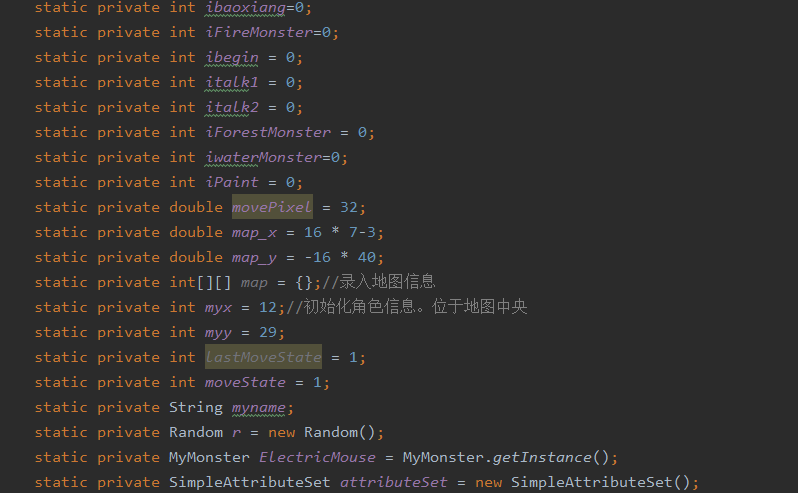 static private int ibaoxiang=0;
static private int iFireMonster=0;
static private int ibegin = 0;
static private int italk1 = 0;
static private int italk2 = 0;
static private int iForestMonster = 0;
static private int iwaterMonster=0;
static private int iPaint = 0;
static private double movePixel = 32;
static private double map_x = 16 * 7-3;
static private double map_y = -16 * 40;
static private int[][] map = {};//录入地图信息
static private int myx = 12;//初始化角色信息。位于地图中央
static private int myy = 29;
static private int lastMoveState = 1;
static private int moveState = 1;
static private String myname;
static private Random r = new Random();
static private MyMonster ElectricMouse = MyMonster.getInstance();
static private SimpleAttributeSet attributeSet = new SimpleAttributeSet();